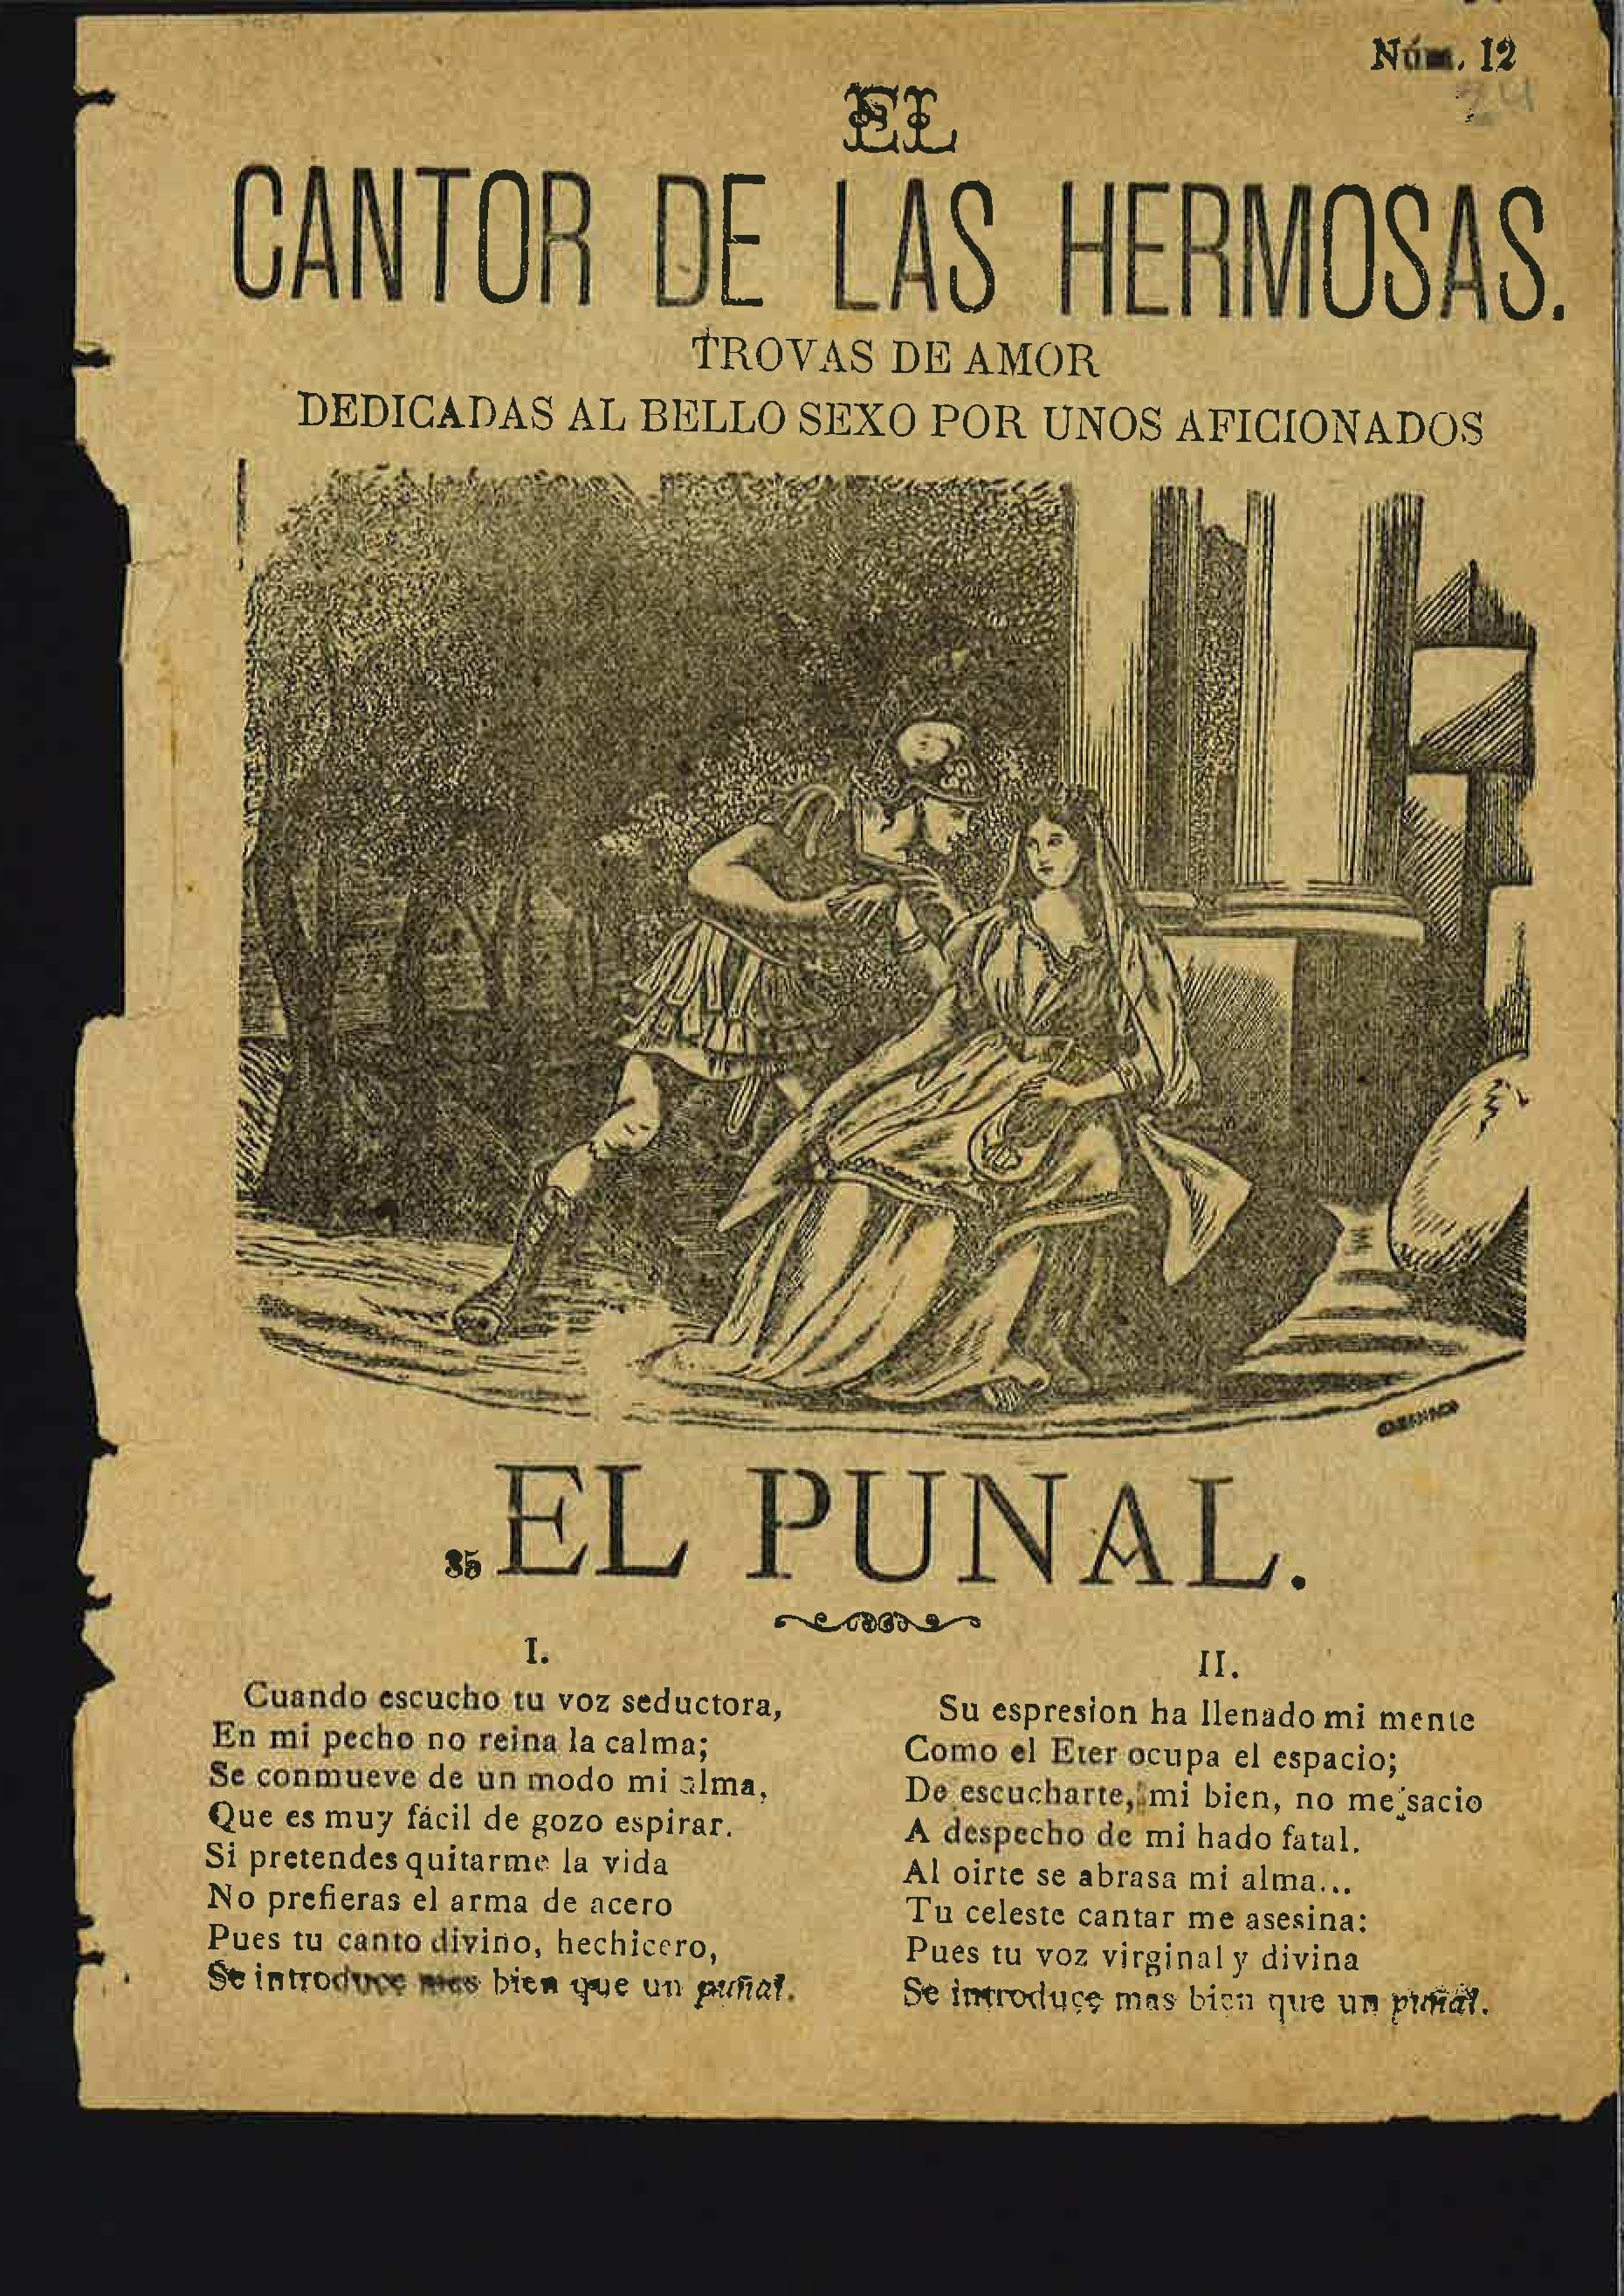 Núm. 12
24
EL
CANTOR DE LAS HERMOSAS.
TROVAS DE AMOR
DEDICADAS AL BELLO SEXO POR UNOS AFICIONADOS
35 EL PUNAL.
I.
Cuando escucho tu voz seductora,
En mi pecho no reina la calma;
Se conmueve de un modo mi alma,
Que es muy fácil de gozo espirar.
Si pretendes quitarme la vida
No prefieras el arma de acero
Pues tu canto divino, hechicero,
Se introduce mas bien que un puñal.
II.
Su espresion ha llenado mi mente
Como el Eter ocupa el espacio;
De escucharte, mi bien, no me sacio
A despecho de mi hado fatal.
Al oirte se abrasa mi alma...
Tu celeste cantar me asesina:
Pues tu voz virginal y divina
Se introduce mas bien que un puñal.